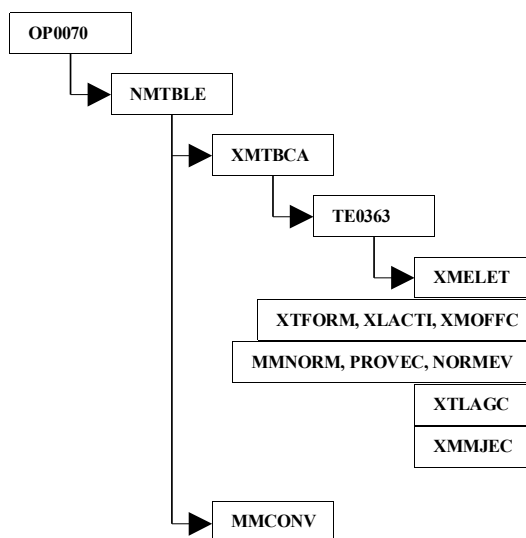 OP0070
NMTBLE
XMTBCA
TE0363
XMELET
XTFORM, XLACTI, XMOFFC
MMNORM, PROVEC, NORMEV
XTLAGC
XMMJEC
MMCONV